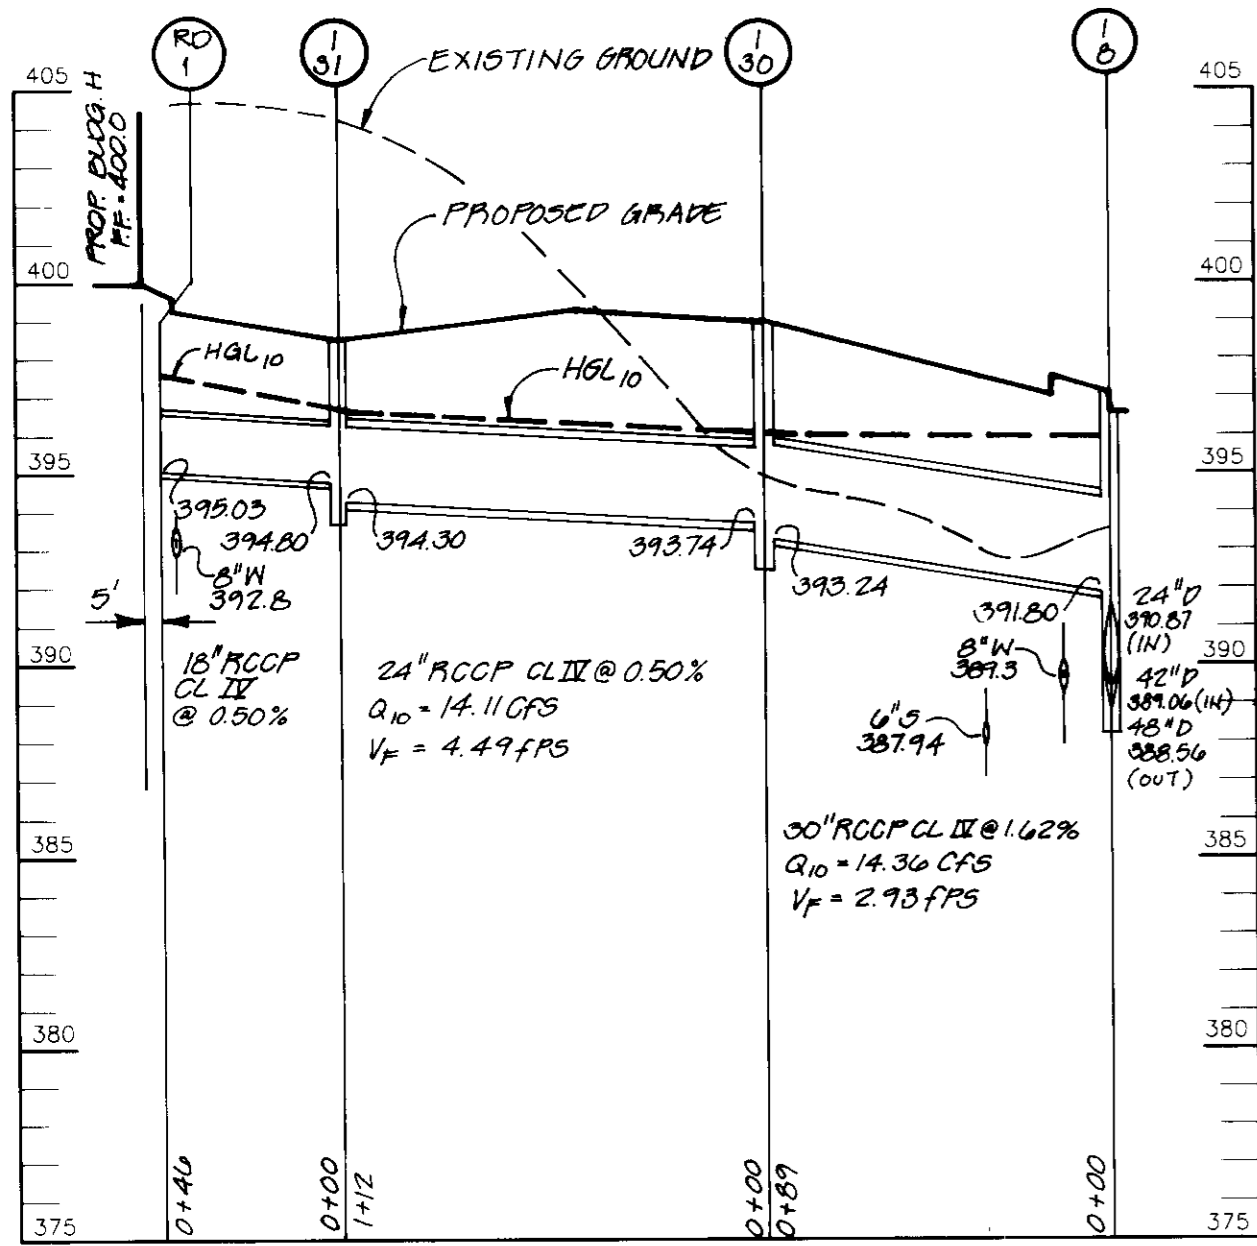 RD
1
1
31
1
30
1
8
EXISTING GROUND
405
405
PROP. BLDG. H
F.F. = 400.0
PROPOSED GRADE
400
400
HGL10
HGL10
395
395
395.03
394.80
394.30
393.74
393.24
391.80
8"W
392.8
5'
24"D
390.87
(IN)
8"W
389.3
390
390
42"D
389.06 (IN)
48"D
388.56
(OUT)
6"S
387.94
18" RCCP
CL IV
@ 0.50%
24" RCCP CL IV @ 0.50%
Q10 = 14.11 CFS
VF = 4.49 fPS
30" RCCP CL IV @ 1.62%
Q10 = 14.36 CFS
VF = 2.93 fPS
385
385
380
380
0+46
0+00
1+12
0+00
0+89
0+00
375
375